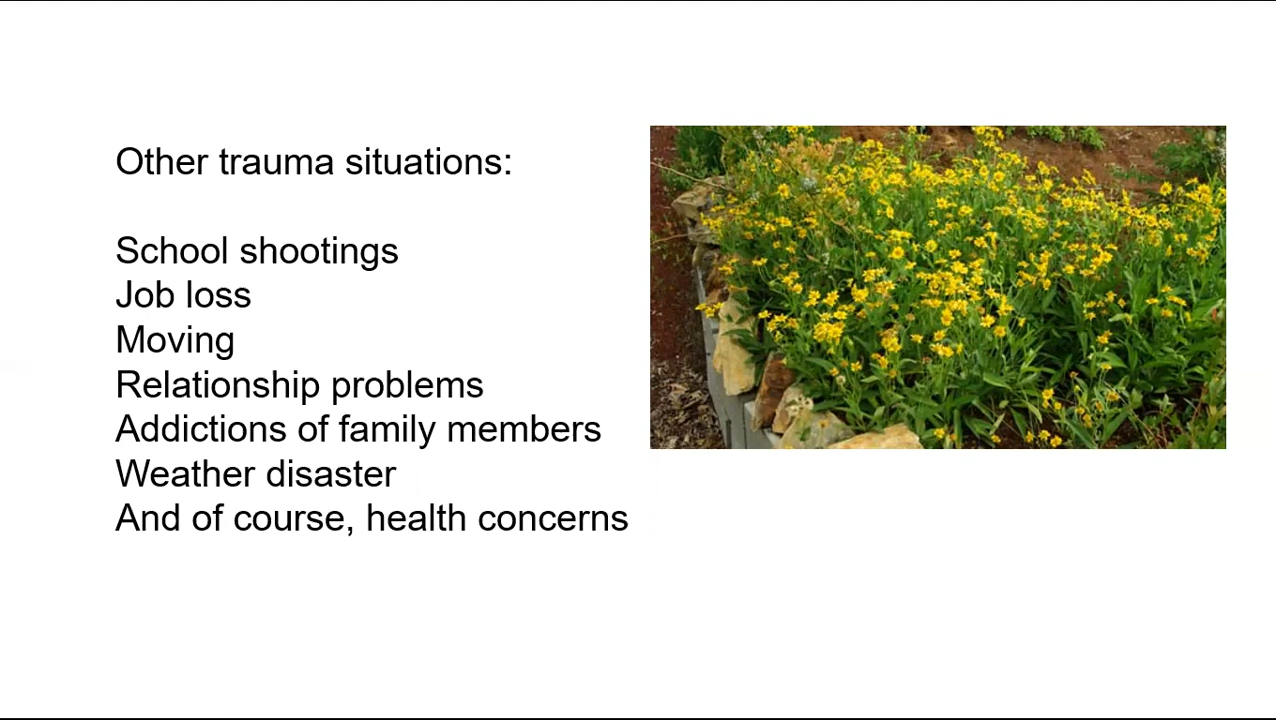 Other trauma situations:
School shootings
Job loss
Moving
Relationship problems
Addictions of family members
Weather disaster
And of course, health concerns